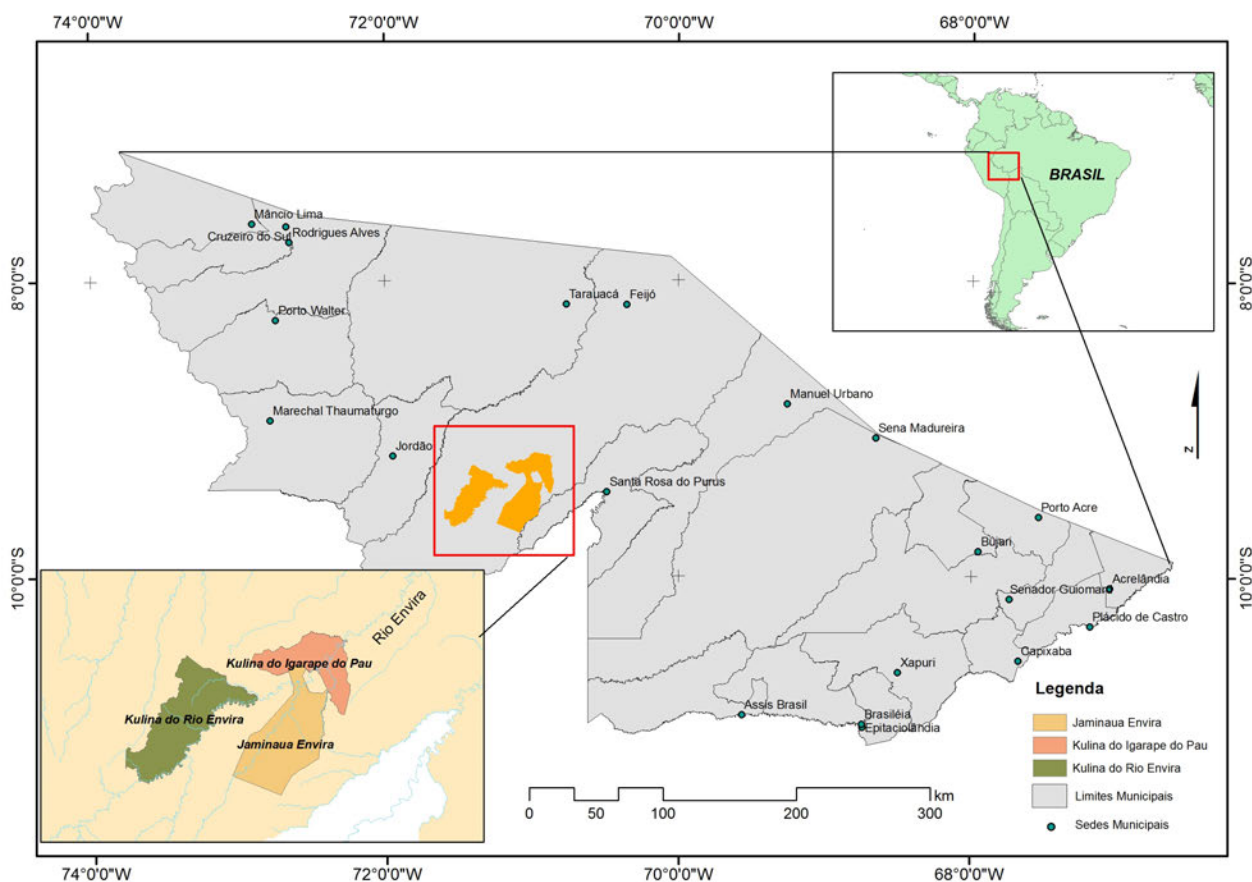 74°0'0"W
72°0'0"W
70°0'0"W
68°0'0"W
8°0'0"S
10°0'0"S
BRASIL
Mâncio Lima
Rodrigues Alves
Cruzeiro do Sul
Tarauacá
Feijó
8°0'0"S
Porto Walter
Marechal Thaumaturgo
Manuel Urbano
Sena Madureira
Jordão
N
Santa Rosa do Purus
Porto Acre
Bujari
10°0'0"S
Acrelândia
Senador Guiomard
Plácido de Castro
Rio Envira
Capixaba
Kulina do Igarape do Pau
Xapuri
Legenda
Kulina do Rio Envira
Assis Brasil
Brasiléia
Epitaciolândia
Jaminaua Envira
Jaminaua Envira
Kulina do Igarape do Pau
Kulina do Rio Envira
Limites Municipais
Sedes Municipais
km
0 50 100 200 300
74°0'0"W
72°0'0"W
70°0'0"W
68°0'0"W